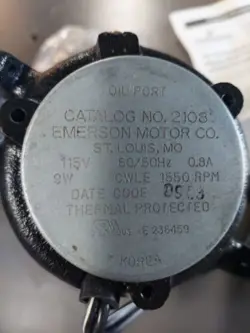 OIL PORT
CATALOG NO. 2108
EMERSON MOTOR CO.
ST. LOUIS, MO
115V 60/50Hz 0.8A
9W CWLE 1550 RPM
DATE CODE
THERMAL PROTECTED
E-236459
KOREA